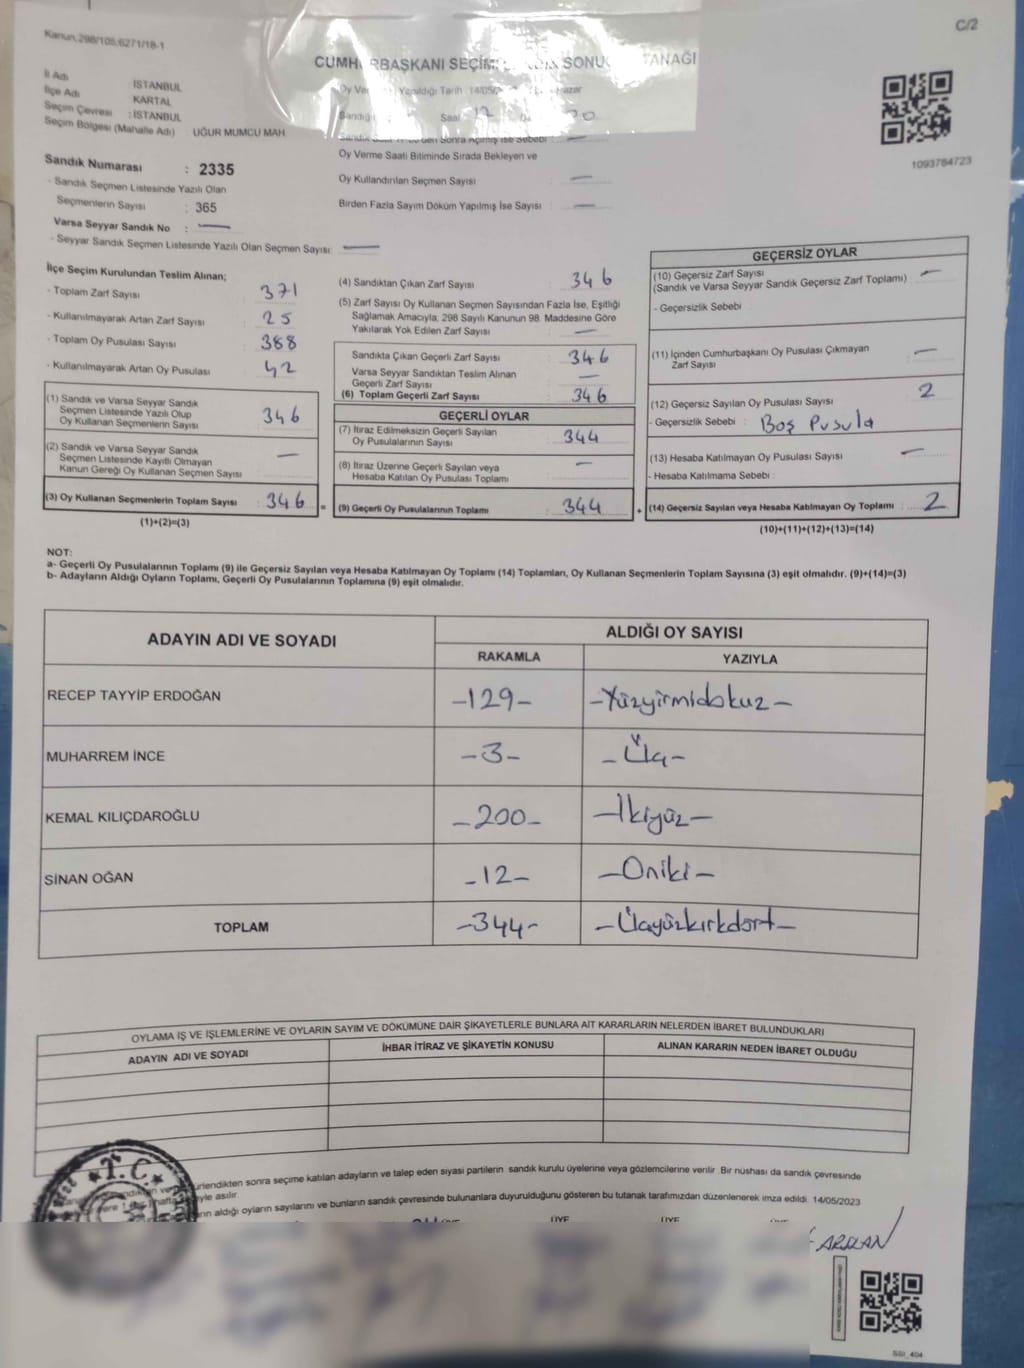 Kanun,298/105,6271/18-1
C/2
CUMH RBAŞKANI SEÇİM SONU TANAĞI
İl Adı : İSTANBUL
İlçe Adı : KARTAL
Seçim Çevresi : İSTANBUL
Seçim Bölgesi (Mahalle Adı) UĞUR MUMCU MAH.
Oy Ve Yapıldığı Tarih 14/05/ azar
Sandığı Saat 17 00
1093784723
Sandık Numarası : 2335
- Sandık Seçmen Listesinde Yazılı Olan
Seçmenlerin Sayısı : 365
Varsa Seyyar Sandık No : —
- Seyyar Sandık Seçmen Listesinde Yazılı Olan Seçmen Sayısı: —
Oy Verme Saati Bitiminde Sırada Bekleyen ve
Oy Kullandırılan Seçmen Sayısı : —
Birden Fazla Sayım Döküm Yapılmış İse Sayısı : —
İlçe Seçim Kurulundan Teslim Alınan;
- Toplam Zarf Sayısı : 371
- Kullanılmayarak Artan Zarf Sayısı : 25
- Toplam Oy Pusulası Sayısı : 388
- Kullanılmayarak Artan Oy Pusulası : 42
(1) Sandık ve Varsa Seyyar Sandık
Seçmen Listesinde Yazılı Olup
Oy Kullanan Seçmenlerin Sayısı : 346
(2) Sandık ve Varsa Seyyar Sandık
Seçmen Listesinde Kayıtlı Olmayan
Kanun Gereği Oy Kullanan Seçmen Sayısı : —
(3) Oy Kullanan Seçmenlerin Toplam Sayısı : 346 =
(1)+(2)=(3)
(4) Sandıktan Çıkan Zarf Sayısı : 346
(5) Zarf Sayısı Oy Kullanan Seçmen Sayısından Fazla İse, Eşitliği
Sağlamak Amacıyla, 298 Sayılı Kanunun 98. Maddesine Göre
Yakılarak Yok Edilen Zarf Sayısı : —
Sandıkta Çıkan Geçerli Zarf Sayısı : 346
Varsa Seyyar Sandıktan Teslim Alınan
Geçerli Zarf Sayısı : —
(6) Toplam Geçerli Zarf Sayısı : 346
GEÇERLİ OYLAR
(7) İtiraz Edilmeksizin Geçerli Sayılan
Oy Pusulalarının Sayısı : 344
(8) İtiraz Üzerine Geçerli Sayılan veya
Hesaba Katılan Oy Pusulası Toplamı : —
(9) Geçerli Oy Pusulalarının Toplamı : 344 +
GEÇERSİZ OYLAR
(10) Geçersiz Zarf Sayısı : —
(Sandık ve Varsa Seyyar Sandık Geçersiz Zarf Toplamı)
- Geçersizlik Sebebi :
(11) İçinden Cumhurbaşkanı Oy Pusulası Çıkmayan
Zarf Sayısı : —
(12) Geçersiz Sayılan Oy Pusulası Sayısı : 2
- Geçersizlik Sebebi : Boş Pusula
(13) Hesaba Katılmayan Oy Pusulası Sayısı : —
- Hesaba Katılmama Sebebi :
(14) Geçersiz Sayılan veya Hesaba Katılmayan Oy Toplamı : 2
(10)+(11)+(12)+(13)=(14)
NOT:
a- Geçerli Oy Pusulalarının Toplamı (9) ile Geçersiz Sayılan veya Hesaba Katılmayan Oy Toplamı (14) Toplamları, Oy Kullanan Seçmenlerin Toplam Sayısına (3) eşit olmalıdır. (9)+(14)=(3)
b- Adayların Aldığı Oyların Toplamı, Geçerli Oy Pusulalarının Toplamına (9) eşit olmalıdır.
ADAYIN ADI VE SOYADI
ALDIĞI OY SAYISI
RAKAMLA YAZIYLA
RECEP TAYYİP ERDOĞAN -129- -Yüzyirmidokuz-
MUHARREM İNCE -3- -Üç-
KEMAL KILIÇDAROĞLU -200- -İkiyüz-
SİNAN OĞAN -12- -Oniki-
TOPLAM -344- -Üçyüzkırkdört-
OYLAMA İŞ VE İŞLEMLERİNE VE OYLARIN SAYIM VE DÖKÜMÜNE DAİR ŞİKAYETLERLE BUNLARA AİT KARARLARIN NELERDEN İBARET BULUNDUKLARI
ADAYIN ADI VE SOYADI İHBAR İTİRAZ VE ŞİKAYETİN KONUSU ALINAN KARARIN NEDEN İBARET OLDUĞU
T.C.
rlendikten sonra seçime katılan adayların ve talep eden siyasi partilerin sandık kurulu üyelerine veya gözlemcilerine verilir. Bir nüshası da sandık çevresinde
yle asılır.
rın aldığı oyların sayılarını ve bunların sandık çevresinde bulunanlara duyurulduğunu gösteren bu tutanak tarafımızdan düzenlenerek imza edildi. 14/05/2023
ÜYE ÜYE
ARSLAN
SSI_404